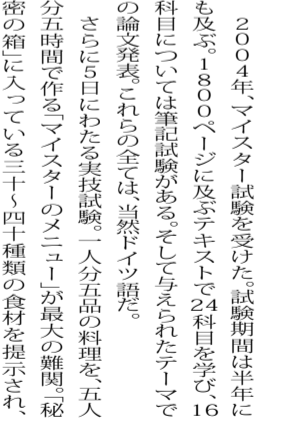 ２００４年、マイスター試験を受けた。試験期間は半年に
も及ぶ。１８００ページに及ぶテキストで24科目を学び、16
科目については筆記試験がある。そして与えられたテーマで
の論文発表。これらの全ては、当然ドイツ語だ。
　さらに５日にわたる実技試験。一人分五品の料理を、五人
分五時間で作る「マイスターのメニュー」が最大の難関。「秘
密の箱」に入っている三十〜四十種類の食材を提示され、